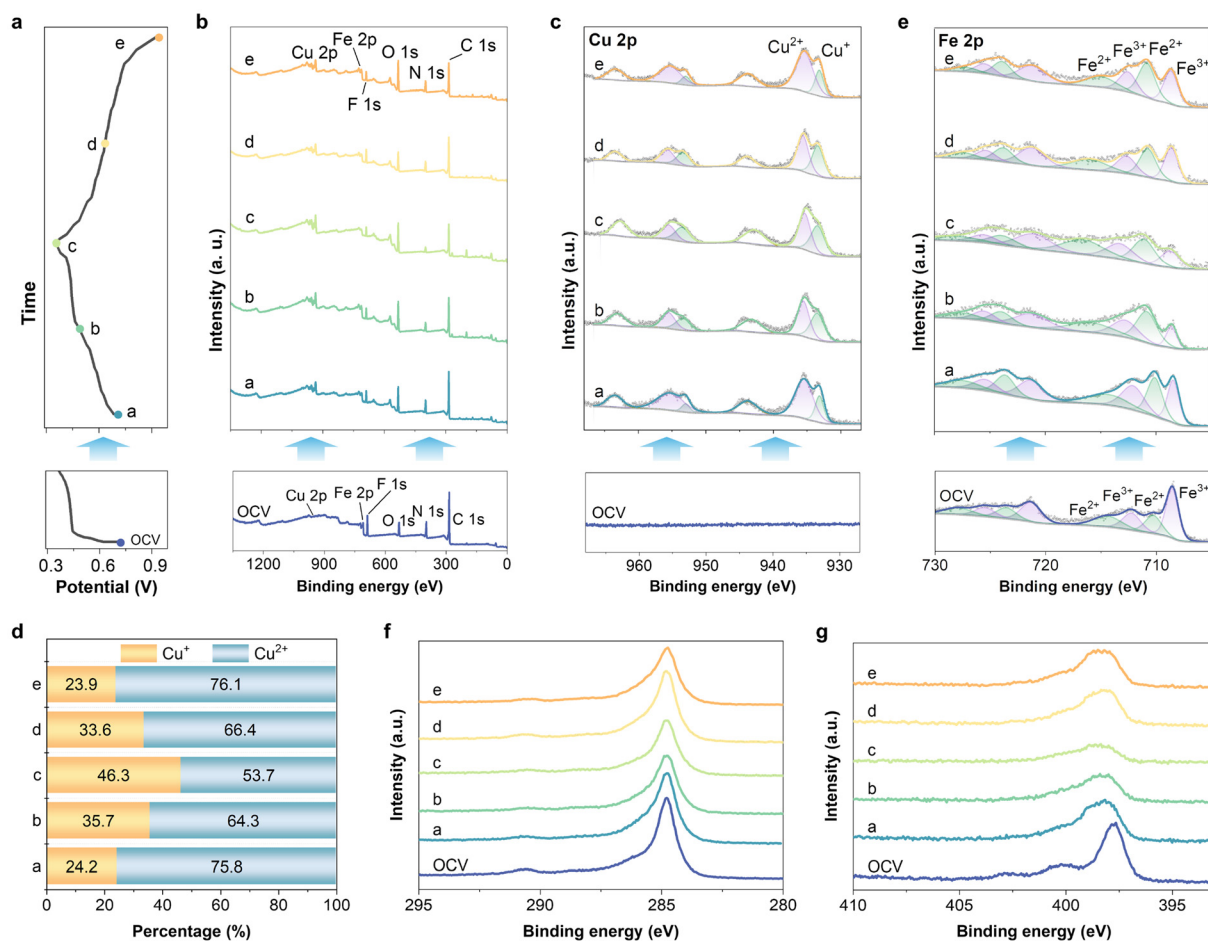 a
e
d
c
b
a
Time
0.3
0.6
0.9
OCV
Potential (V)
b
Fe 2p
O 1s
C 1s
Cu 2p
N 1s
F 1s
e
d
c
b
a
Intensity (a. u.)
F 1s
Cu 2p
Fe 2p
O 1s
N 1s
C 1s
OCV
1200
900
600
300
0
Binding energy (eV)
c
Cu 2p
Cu²⁺
Cu⁺
e
d
c
b
a
Intensity (a.u.)
OCV
960
950
940
930
Binding energy (eV)
e
Fe 2p
Fe³⁺
Fe²⁺
Fe²⁺
Fe³⁺
e
d
c
b
a
Intensity (a.u.)
OCV
Fe³⁺
Fe³⁺
Fe²⁺
Fe²⁺
730
720
710
Binding energy (eV)
d
Cu⁺
Cu²⁺
e
23.9
76.1
d
33.6
66.4
c
46.3
53.7
b
35.7
64.3
a
24.2
75.8
0
20
40
60
80
100
Percentage (%)
f
e
d
c
b
a
OCV
Intensity (a.u.)
295
290
285
280
Binding energy (eV)
g
e
d
c
b
a
OCV
Intensity (a.u.)
410
405
400
395
Binding energy (eV)